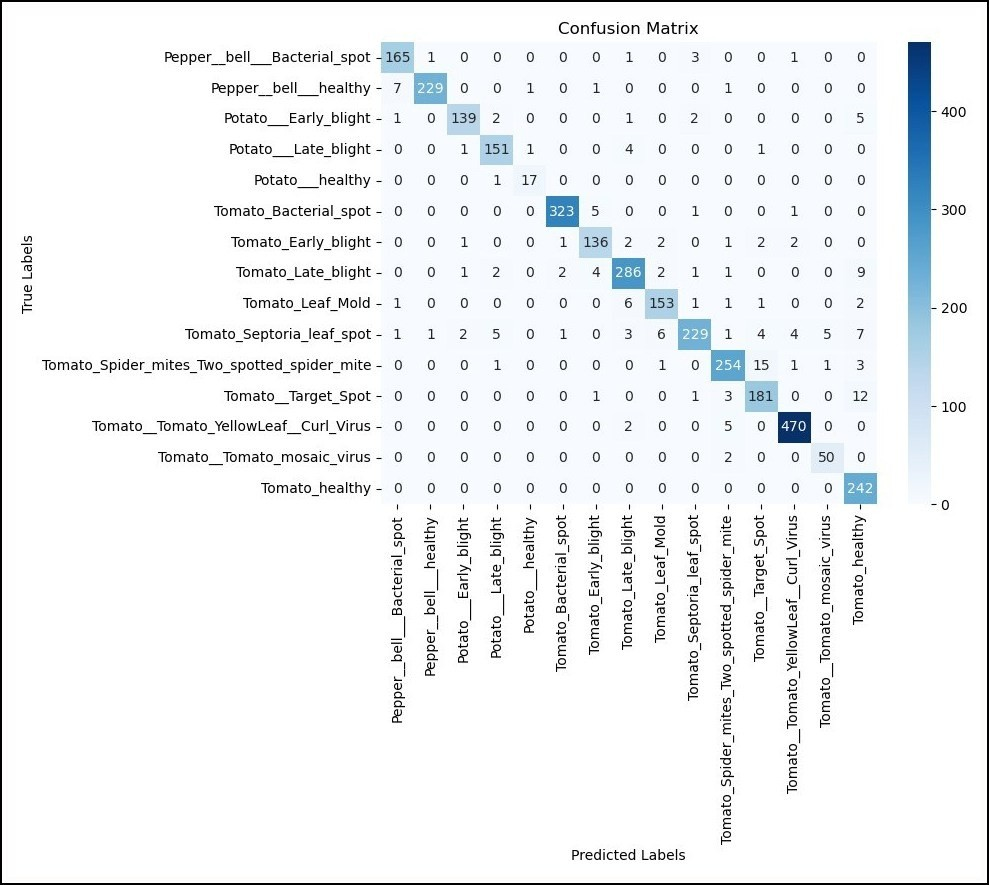 Confusion Matrix
Pepper__bell___Bacterial_spot 165 1 0 0 0 0 0 1 0 3 0 0 1 0 0
Pepper__bell___healthy 7 229 0 0 1 0 1 0 0 0 1 0 0 0 0
Potato___Early_blight 1 0 139 2 0 0 0 1 0 2 0 0 0 0 5
Potato___Late_blight 0 0 1 151 1 0 0 4 0 0 0 1 0 0 0
Potato___healthy 0 0 0 1 17 0 0 0 0 0 0 0 0 0 0
Tomato_Bacterial_spot 0 0 0 0 0 323 5 0 0 1 0 0 1 0 0
Tomato_Early_blight 0 0 1 0 0 1 136 2 2 0 1 2 2 0 0
Tomato_Late_blight 0 0 1 2 0 2 4 286 2 1 1 0 0 0 9
Tomato_Leaf_Mold 1 0 0 0 0 0 0 6 153 1 1 1 0 0 2
Tomato_Septoria_leaf_spot 1 1 2 5 0 1 0 3 6 229 1 4 4 5 7
Tomato_Spider_mites_Two_spotted_spider_mite 0 0 0 1 0 0 0 0 1 0 254 15 1 1 3
Tomato__Target_Spot 0 0 0 0 0 0 1 0 0 1 3 181 0 0 12
Tomato__Tomato_YellowLeaf__Curl_Virus 0 0 0 0 0 0 0 2 0 0 5 0 470 0 0
Tomato__Tomato_mosaic_virus 0 0 0 0 0 0 0 0 0 0 2 0 0 50 0
Tomato_healthy 0 0 0 0 0 0 0 0 0 0 0 0 0 0 242
True Labels
Pepper__bell___Bacterial_spot
Pepper__bell___healthy
Potato___Early_blight
Potato___Late_blight
Potato___healthy
Tomato_Bacterial_spot
Tomato_Early_blight
Tomato_Late_blight
Tomato_Leaf_Mold
Tomato_Septoria_leaf_spot
Tomato_Spider_mites_Two_spotted_spider_mite
Tomato__Target_Spot
Tomato__Tomato_YellowLeaf__Curl_Virus
Tomato__Tomato_mosaic_virus
Tomato_healthy
Predicted Labels
400
300
200
100
0